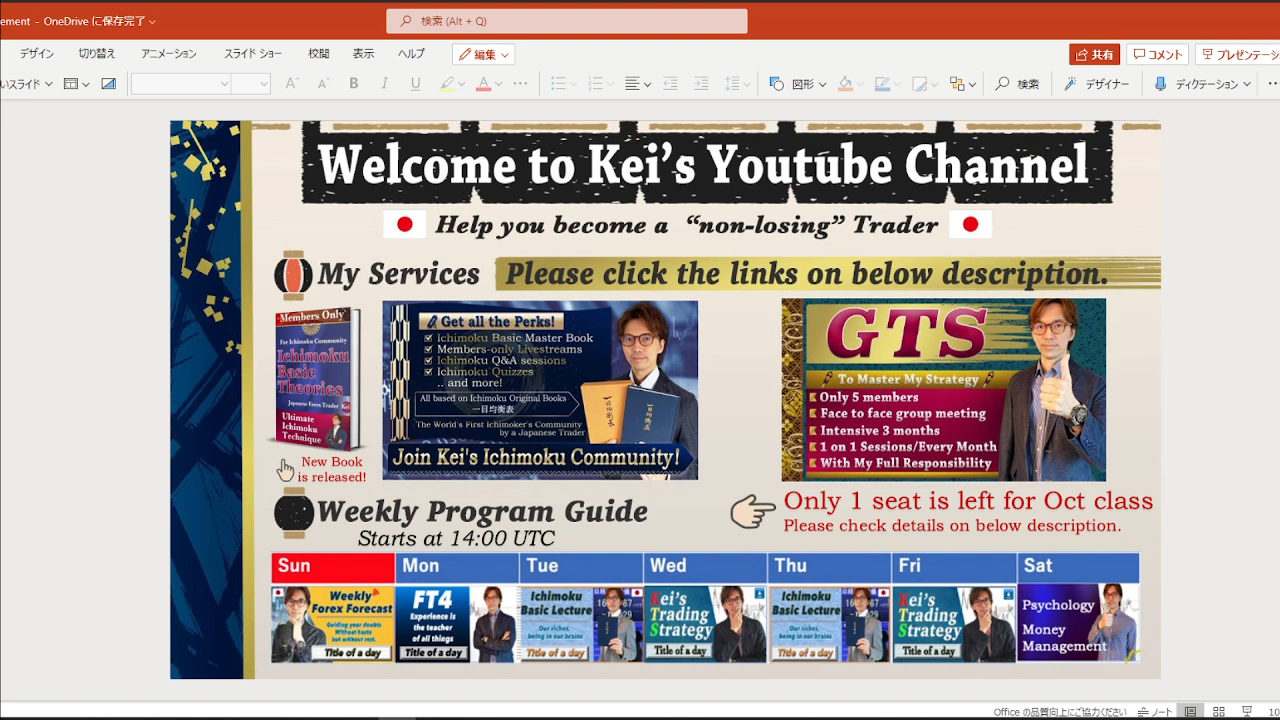 ement - OneDrive に保存完了
検索 (Alt + Q)
デザイン 切り替え アニメーション スライド ショー 校閲 表示 ヘルプ 編集 共有 コメント プレゼンテーシ
いスライド B I U 図形 検索 デザイナー ディクテーション
Welcome to Kei's Youtube Channel
Help you become a “non-losing” Trader
My Services Please click the links on below description.
Members Only
For Ichimoku Community
Ichimoku
Basic
Theories
Japanese Forex Trader Kei
Ultimate
Ichimoku
Technique
New Book
is released!
Get all the Perks!
Ichimoku Basic Master Book
Members-only Livestreams
Ichimoku Q&A sessions
Ichimoku Quizzes
.. and more!
All based on Ichimoku Original Books
一目均衡表
The World's First Ichimoker's Community
by a Japanese Trader
Join Kei's Ichimoku Community!
GTS
To Master My Strategy
Only 5 members
Face to face group meeting
Intensive 3 months
1 on 1 Sessions/Every Month
With My Full Responsibility
Only 1 seat is left for Oct class
Please check details on below description.
Weekly Program Guide
Starts at 14:00 UTC
Sun Mon Tue Wed Thu Fri Sat
Weekly
Forex Forecast
Guiding your doubts
Without haste
but without rest.
Title of a day
FT4
Experience is
the teacher
of all things
Title of a day
Ichimoku
Basic Lecture
Our riches,
being in our brains
Title of a day
Kei's
Trading
Strategy
Title of a day
Ichimoku
Basic Lecture
Our riches,
being in our brains
Title of a day
Kei's
Trading
Strategy
Title of a day
Psychology
Money
Management
Office の品質向上にご協力ください ノート 10